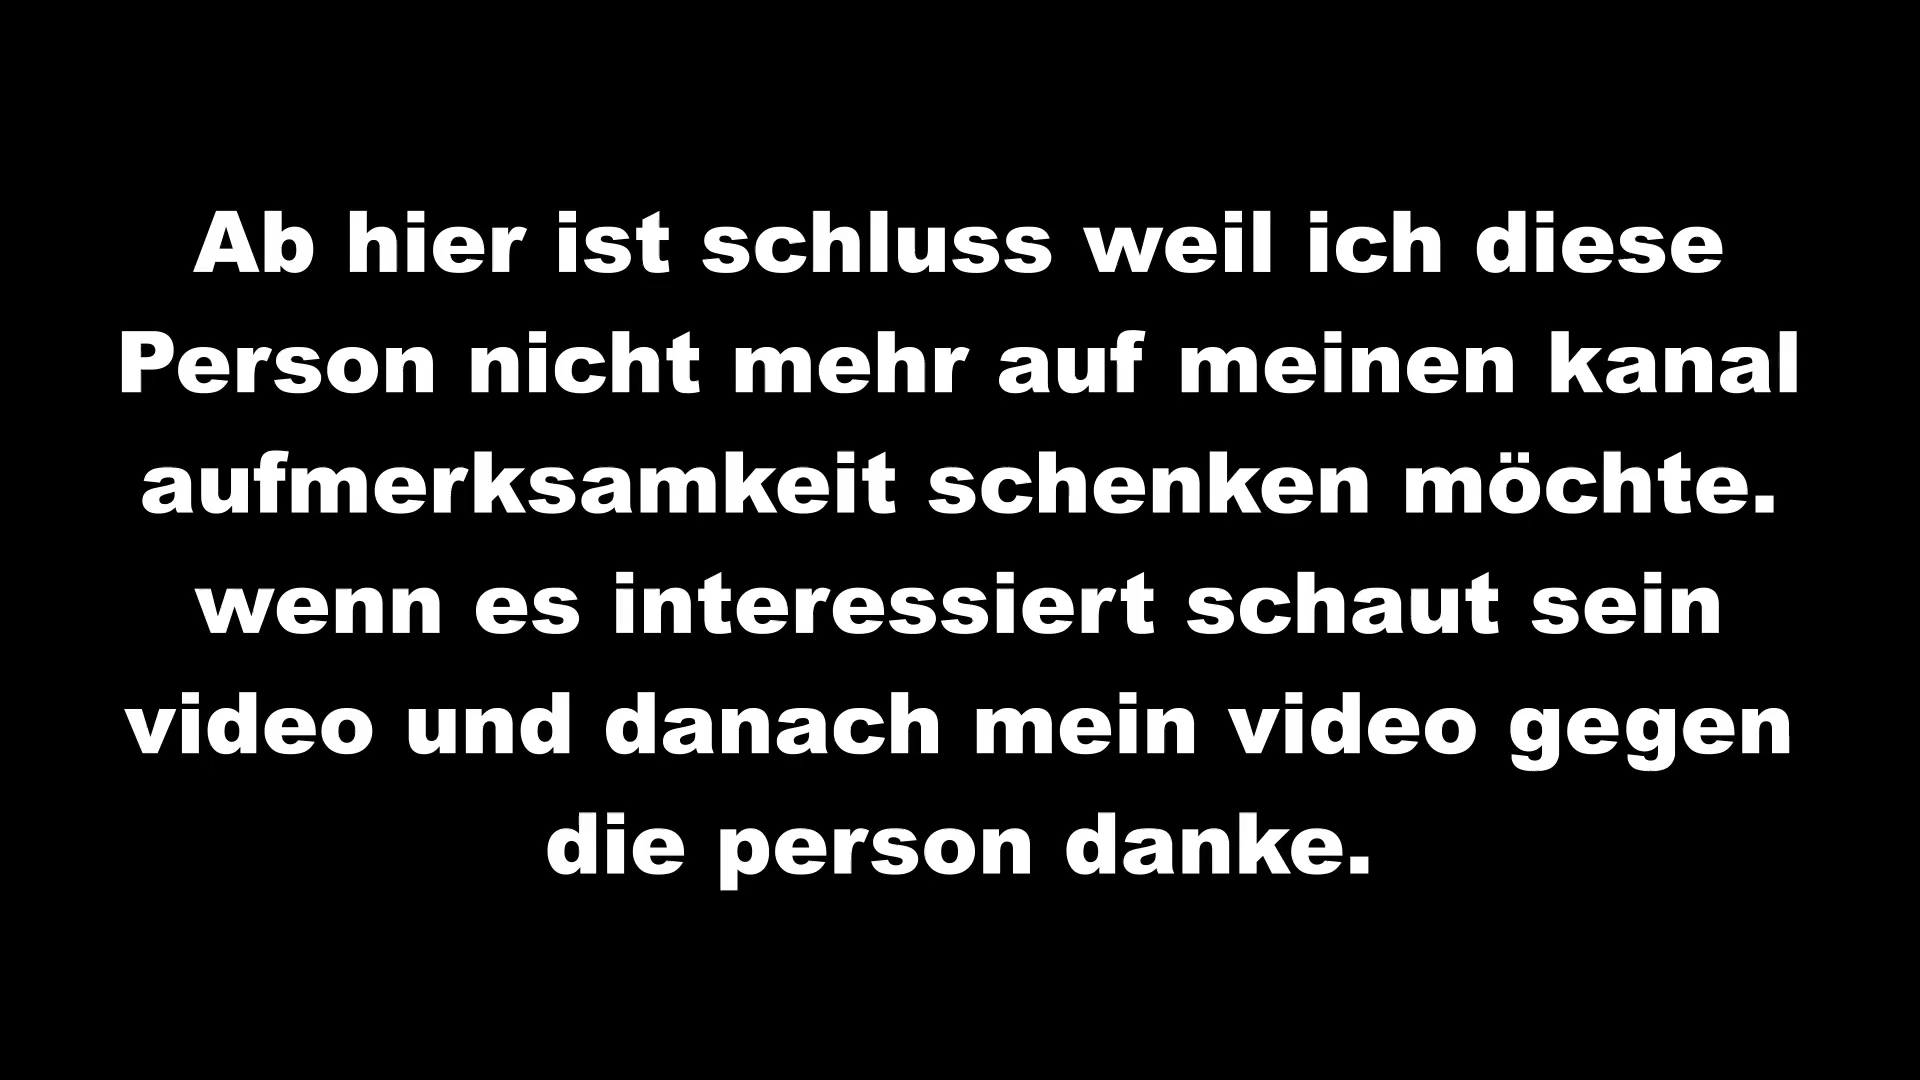 Ab hier ist schluss weil ich diese
Person nicht mehr auf meinen kanal
aufmerksamkeit schenken möchte.
wenn es interessiert schaut sein
video und danach mein video gegen
die person danke.